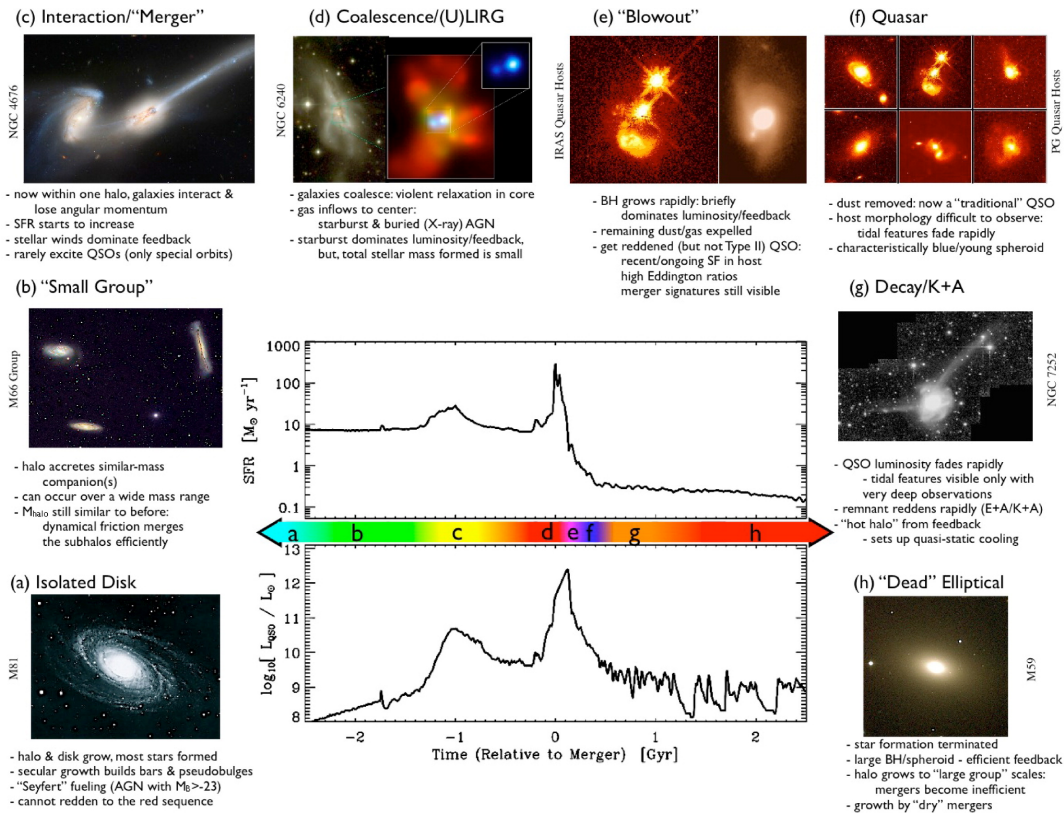 (c) Interaction/"Merger"
NGC 4676
- now within one halo, galaxies interact &
lose angular momentum
- SFR starts to increase
- stellar winds dominate feedback
- rarely excite QSOs (only special orbits)
(d) Coalescence/(U)LIRG
NGC 6240
- galaxies coalesce: violent relaxation in core
- gas inflows to center:
starburst & buried (X-ray) AGN
- starburst dominates luminosity/feedback,
but, total stellar mass formed is small
(e) "Blowout"
IRAS Quasar Hosts
- BH grows rapidly: briefly
dominates luminosity/feedback
- remaining dust/gas expelled
- get reddened (but not Type II) QSO:
recent/ongoing SF in host
high Eddington ratios
merger signatures still visible
(f) Quasar
PG Quasar Hosts
- dust removed: now a "traditional" QSO
- host morphology difficult to observe:
tidal features fade rapidly
- characteristically blue/young spheroid
(b) "Small Group"
M66 Group
- halo accretes similar-mass
companion(s)
- can occur over a wide mass range
- Mhalo still similar to before:
dynamical friction merges
the subhalos efficiently
(g) Decay/K+A
NGC 7252
- QSO luminosity fades rapidly
- tidal features visible only with
very deep observations
- remnant reddens rapidly (E+A/K+A)
- "hot halo" from feedback
- sets up quasi-static cooling
(a) Isolated Disk
M81
- halo & disk grow, most stars formed
- secular growth builds bars & pseudobulges
- "Seyfert" fueling (AGN with MB>-23)
- cannot redden to the red sequence
(h) "Dead" Elliptical
M59
- star formation terminated
- large BH/spheroid - efficient feedback
- halo grows to "large group" scales:
mergers become inefficient
- growth by "dry" mergers
SFR [M⊙ yr⁻¹]
1000
100
10
1
0.1
a b c d e f g h
log₁₀[ L_QSO / L⊙ ]
13
12
11
10
9
8
-2 -1 0 1 2
Time (Relative to Merger) [Gyr]